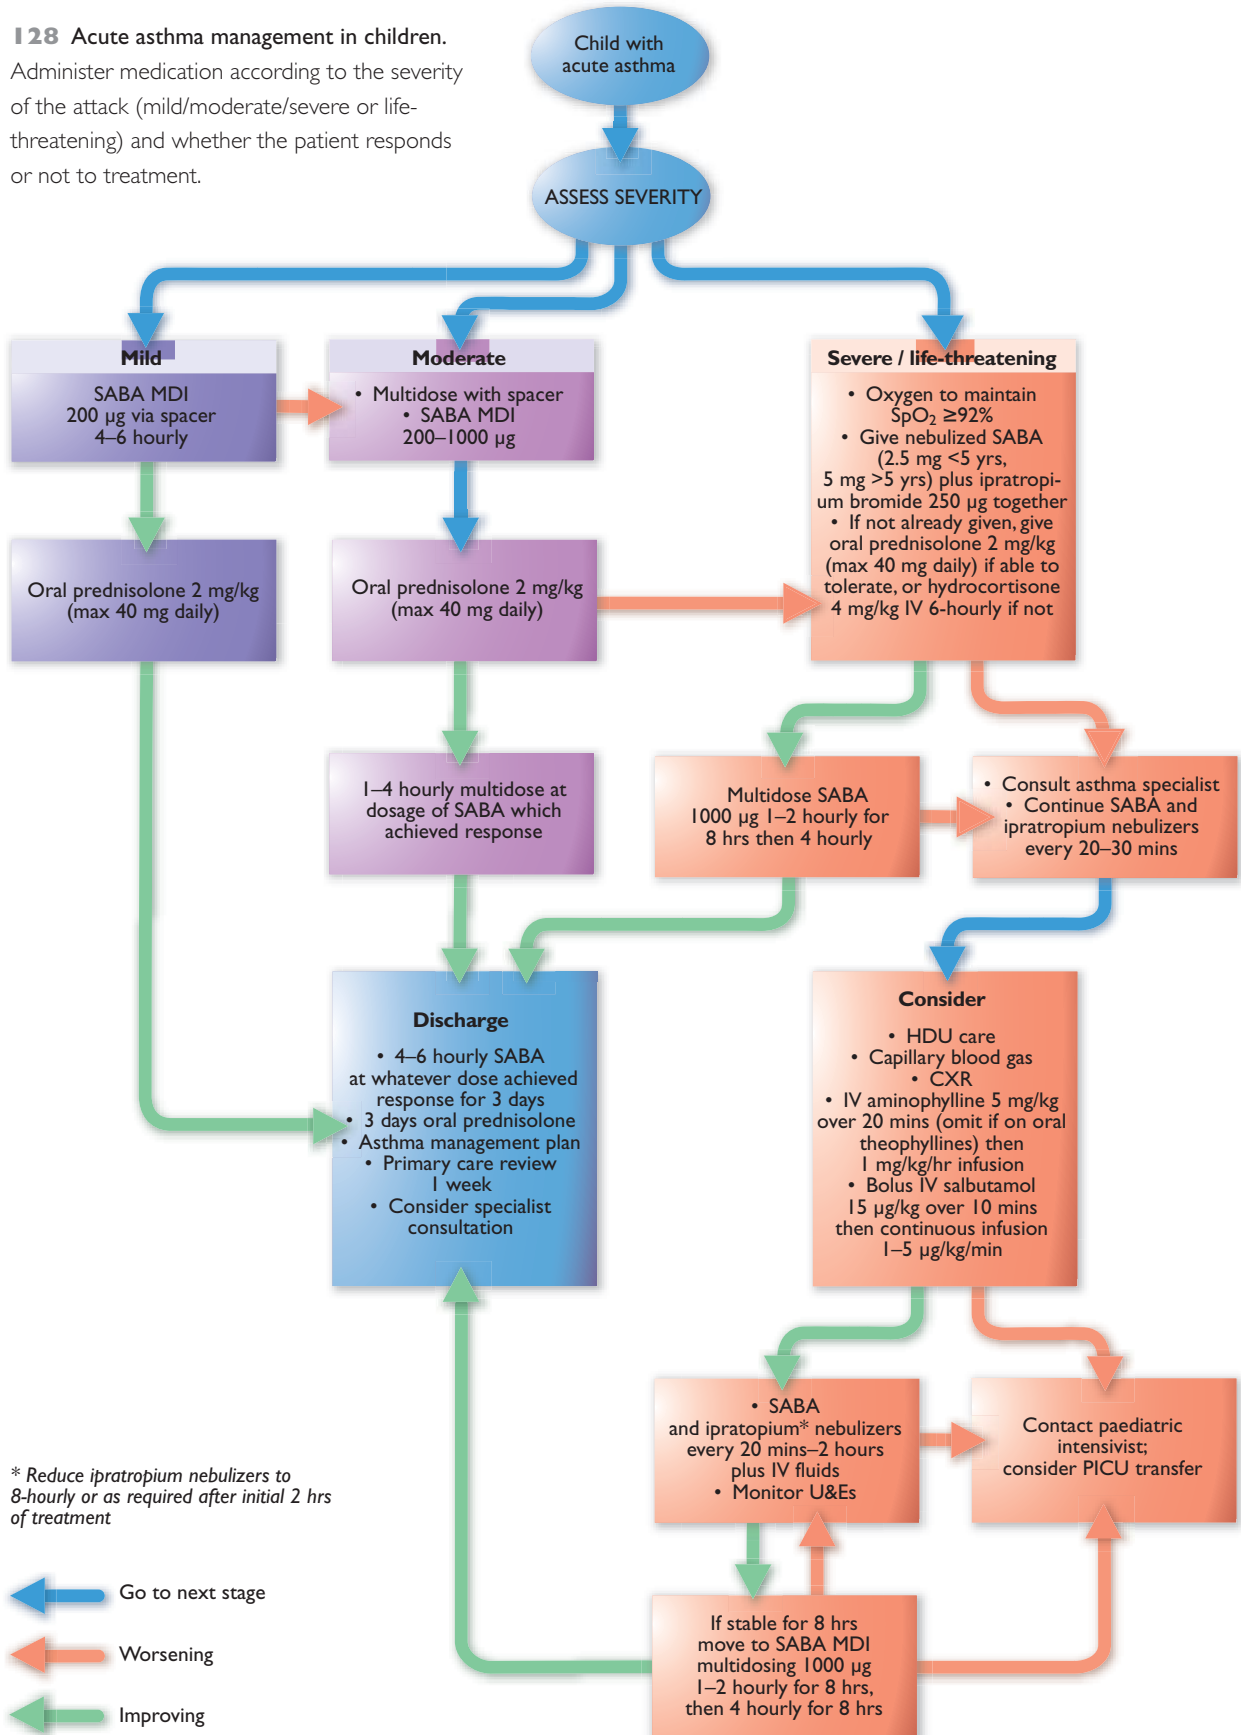 128 Acute asthma management in children.
Administer medication according to the severity
of the attack (mild/moderate/severe or life-
threatening) and whether the patient responds
or not to treatment.
Child with
acute asthma
ASSESS SEVERITY
Mild
SABA MDI
200 µg via spacer
4–6 hourly
Moderate
• Multidose with spacer
• SABA MDI
200–1000 µg
Severe / life-threatening
• Oxygen to maintain
SpO₂ ≥92%
• Give nebulized SABA
(2.5 mg <5 yrs,
5 mg >5 yrs) plus ipratropi-
um bromide 250 µg together
• If not already given, give
oral prednisolone 2 mg/kg
(max 40 mg daily) if able to
tolerate, or hydrocortisone
4 mg/kg IV 6-hourly if not
Oral prednisolone 2 mg/kg
(max 40 mg daily)
Oral prednisolone 2 mg/kg
(max 40 mg daily)
1–4 hourly multidose at
dosage of SABA which
achieved response
Multidose SABA
1000 µg 1–2 hourly for
8 hrs then 4 hourly
• Consult asthma specialist
• Continue SABA and
ipratropium nebulizers
every 20–30 mins
Discharge
• 4–6 hourly SABA
at whatever dose achieved
response for 3 days
• 3 days oral prednisolone
• Asthma management plan
• Primary care review
1 week
• Consider specialist
consultation
Consider
• HDU care
• Capillary blood gas
• CXR
• IV aminophylline 5 mg/kg
over 20 mins (omit if on oral
theophyllines) then
1 mg/kg/hr infusion
• Bolus IV salbutamol
15 µg/kg over 10 mins
then continuous infusion
1–5 µg/kg/min
• SABA
and ipratopium* nebulizers
every 20 mins–2 hours
plus IV fluids
• Monitor U&Es
Contact paediatric
intensivist;
consider PICU transfer
If stable for 8 hrs
move to SABA MDI
multidosing 1000 µg
1–2 hourly for 8 hrs,
then 4 hourly for 8 hrs
* Reduce ipratropium nebulizers to
8-hourly or as required after initial 2 hrs
of treatment
Go to next stage
Worsening
Improving